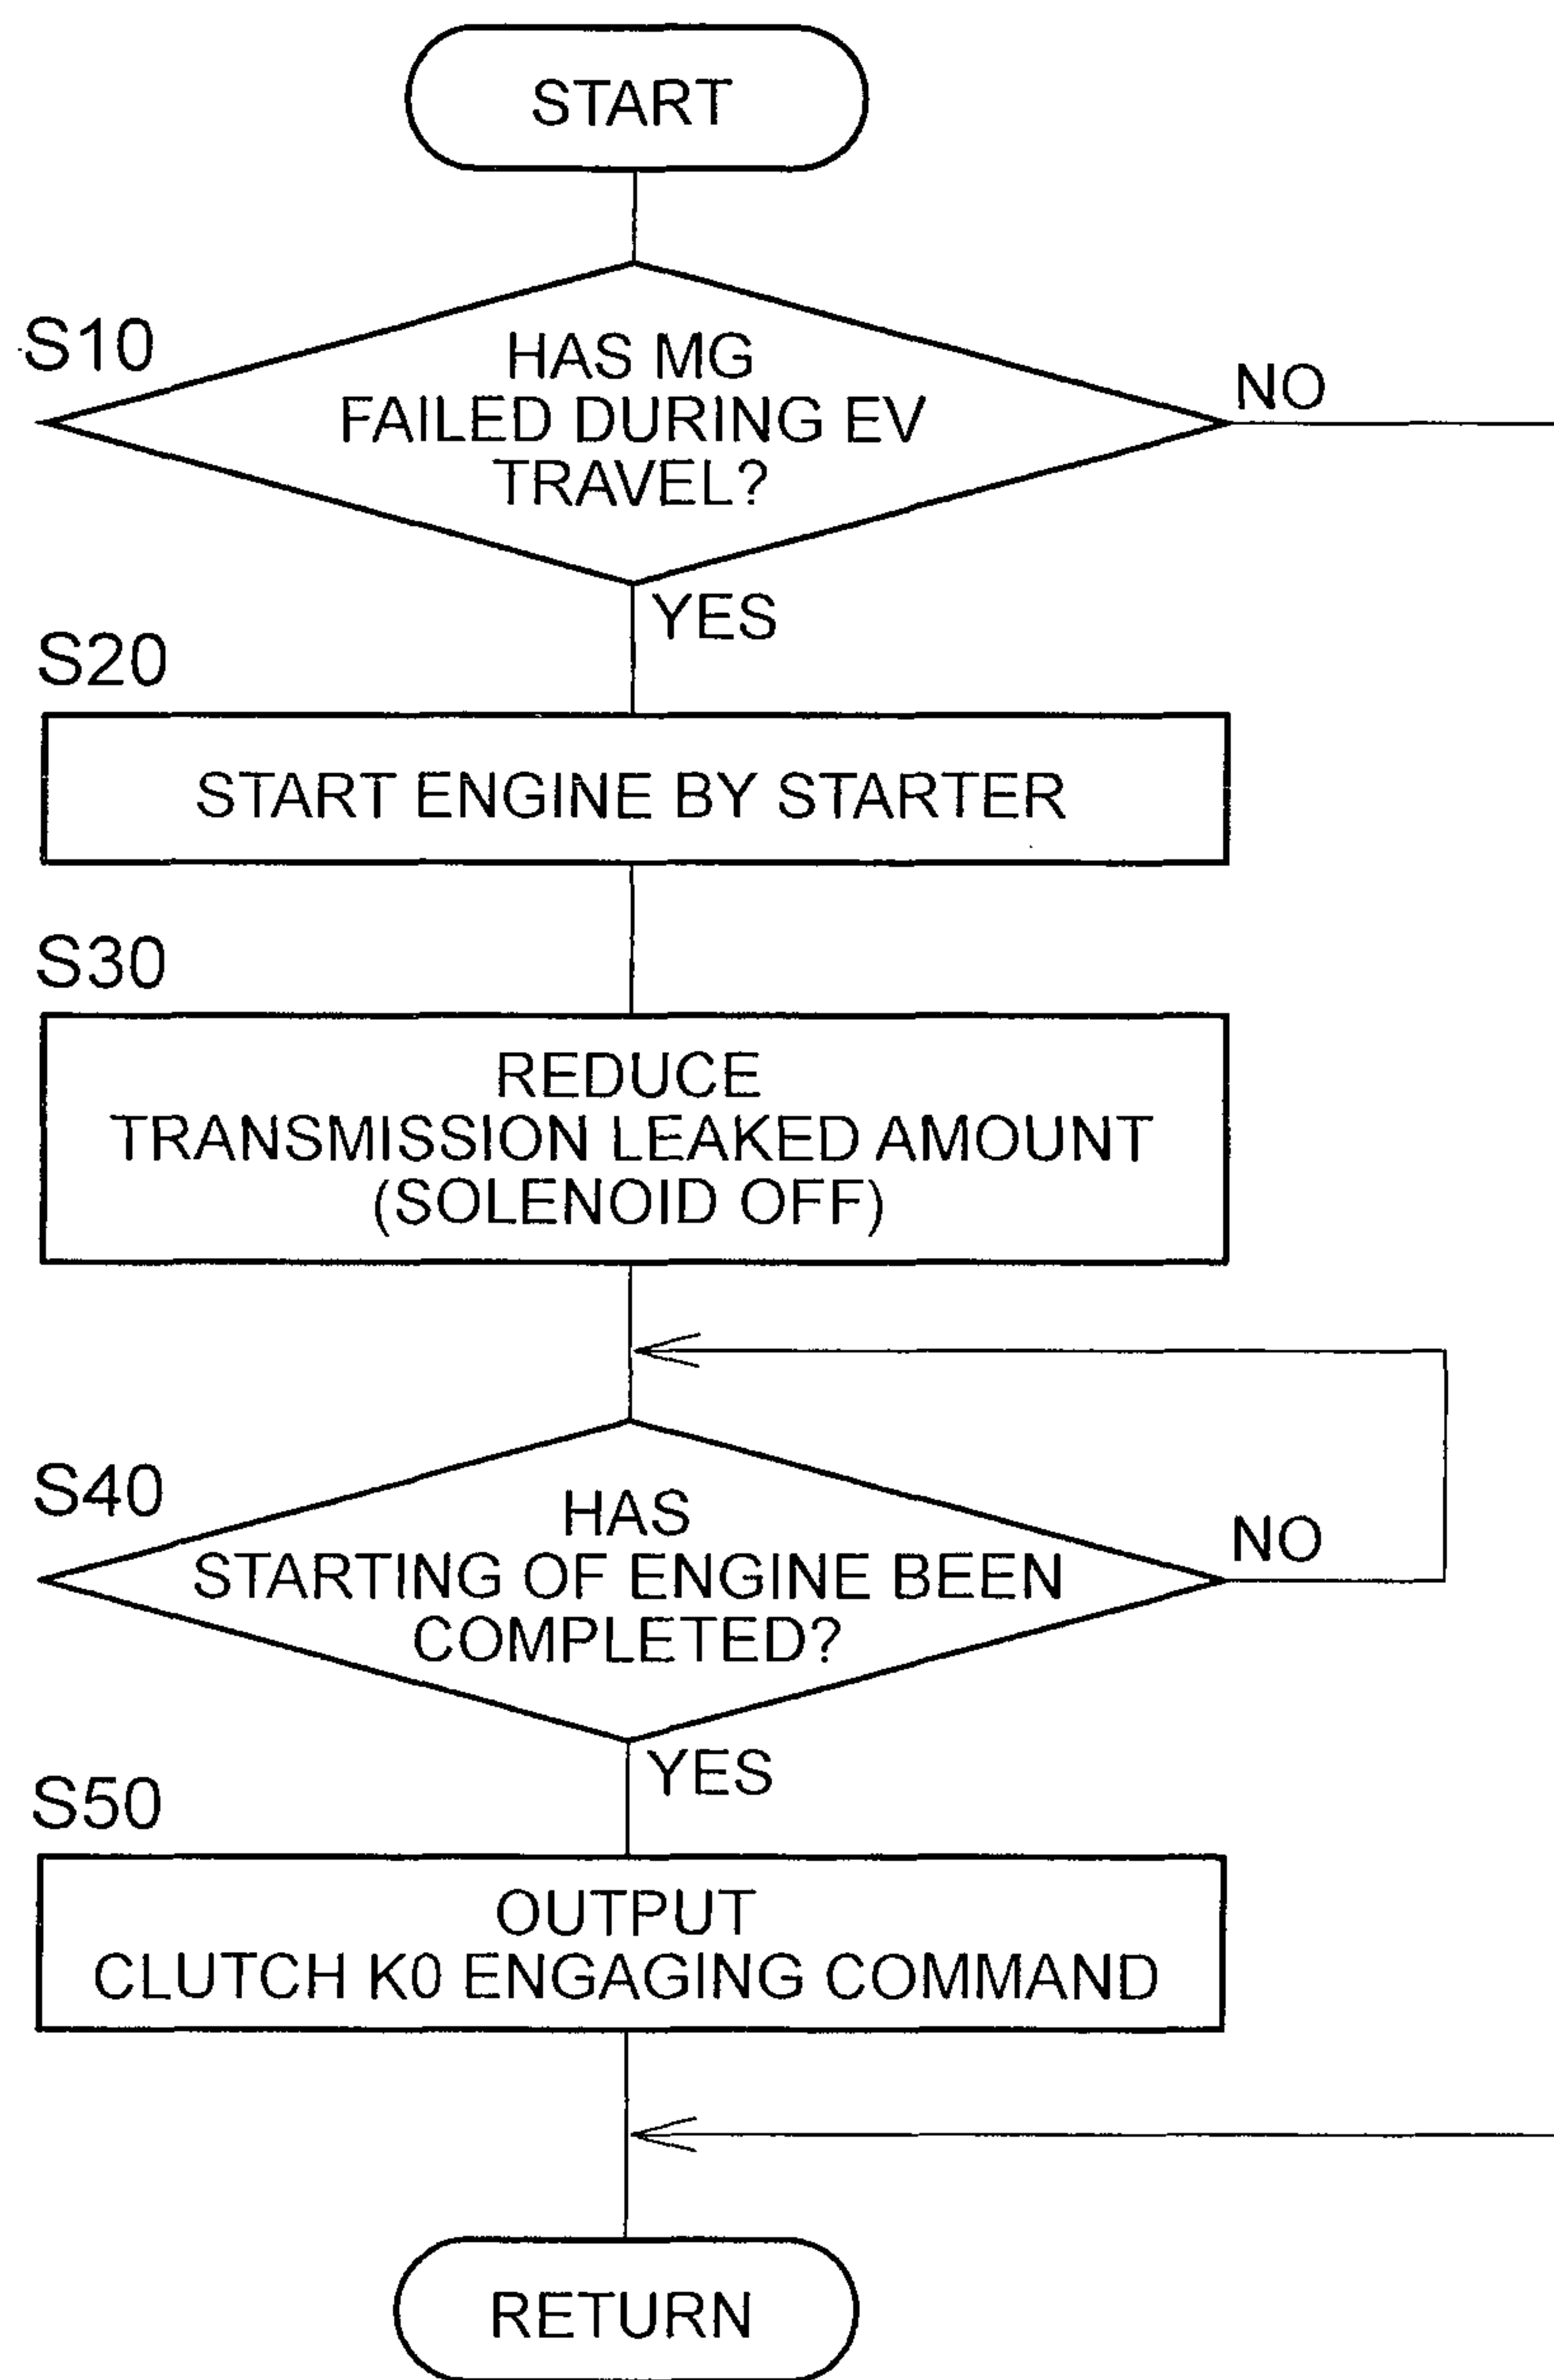 START
S10
HAS MG
FAILED DURING EV
TRAVEL?
NO
YES
S20
START ENGINE BY STARTER
S30
REDUCE
TRANSMISSION LEAKED AMOUNT
(SOLENOID OFF)
S40
HAS
STARTING OF ENGINE BEEN
COMPLETED?
NO
YES
S50
OUTPUT
CLUTCH K0 ENGAGING COMMAND
RETURN